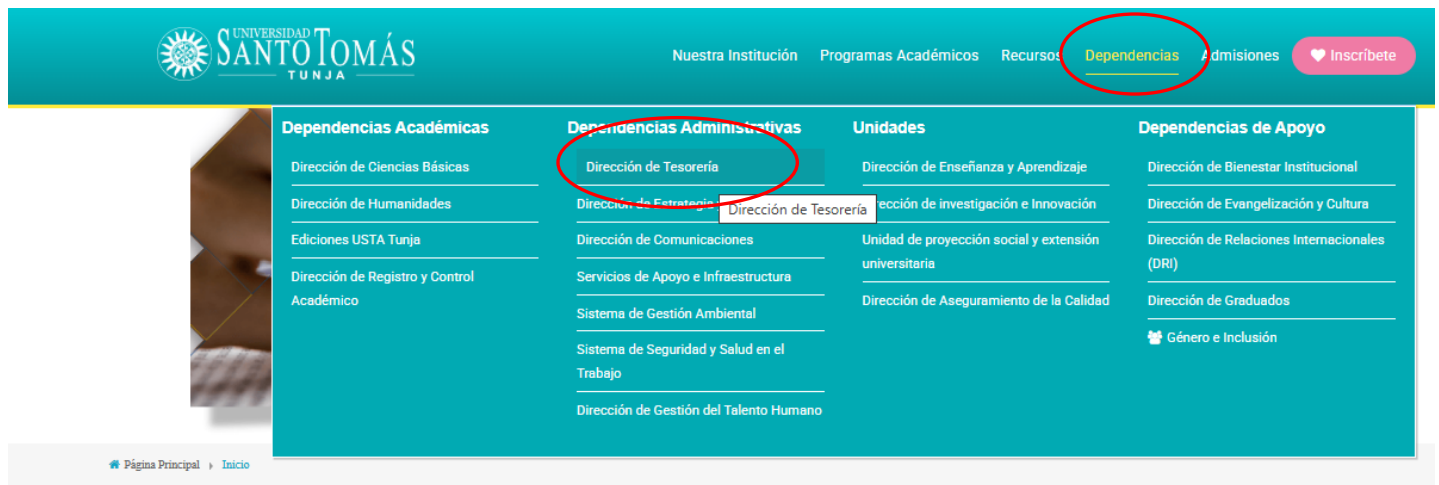 UNIVERSIDAD
SANTO TOMÁS
TUNJA
Nuestra Institución
Programas Académicos
Recursos
Dependencias
Admisiones
Inscríbete
Dependencias Académicas
Dirección de Ciencias Básicas
Dirección de Humanidades
Ediciones USTA Tunja
Dirección de Registro y Control
Académico
Dependencias Administrativas
Dirección de Tesorería
Dirección de Estrategia
Dirección de Tesorería
Dirección de Comunicaciones
Servicios de Apoyo e Infraestructura
Sistema de Gestión Ambiental
Sistema de Seguridad y Salud en el
Trabajo
Dirección de Gestión del Talento Humano
Unidades
Dirección de Enseñanza y Aprendizaje
Dirección de investigación e Innovación
Unidad de proyección social y extensión
universitaria
Dirección de Aseguramiento de la Calidad
Dependencias de Apoyo
Dirección de Bienestar Institucional
Dirección de Evangelización y Cultura
Dirección de Relaciones Internacionales
(DRI)
Dirección de Graduados
Género e Inclusión
Página Principal
Inicio